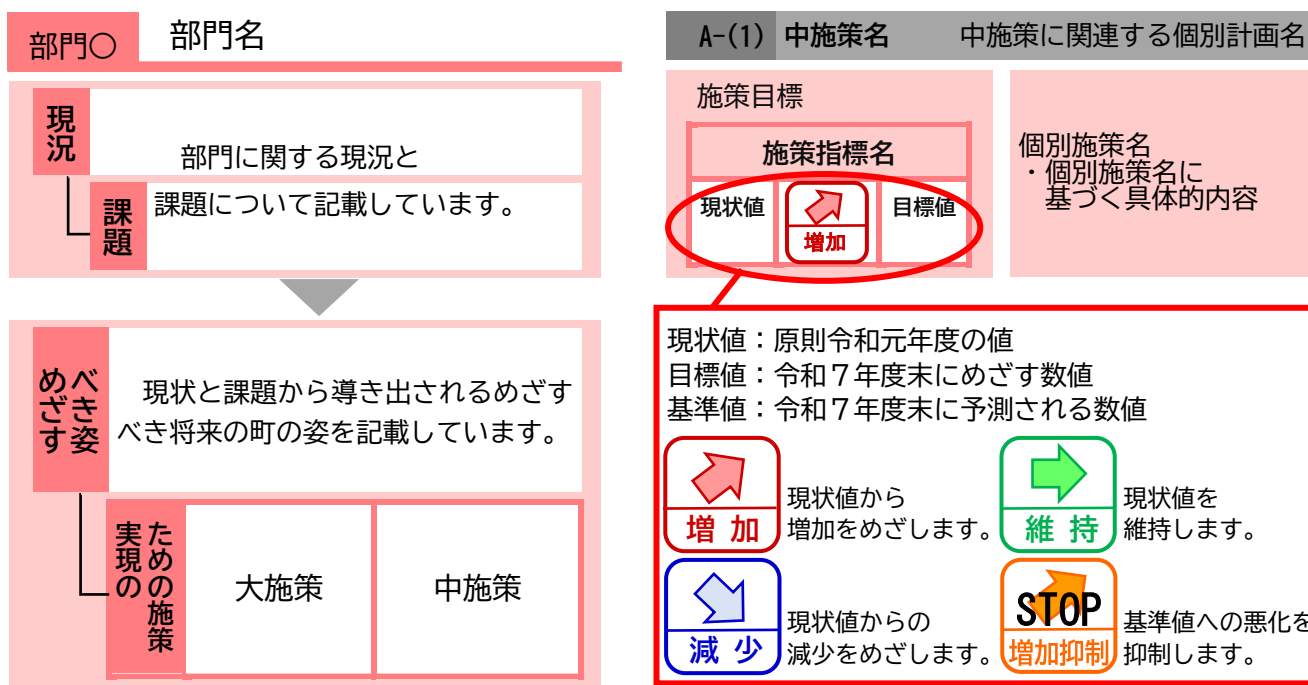 部門○ 部門名
現況
部門に関する現況と
課題
課題について記載しています。
めざす
べき姿
現状と課題から導き出されるめざす
べき将来の町の姿を記載しています。
実現の
ための施策
大施策
中施策
A-(1) 中施策名 中施策に関連する個別計画名
施策目標
施策指標名
現状値
増加
目標値
個別施策名
・個別施策名に
基づく具体的内容
現状値：原則令和元年度の値
目標値：令和７年度末にめざす数値
基準値：令和７年度末に予測される数値
増 加
現状値から
増加をめざします。
維 持
現状値を
維持します。
減 少
現状値からの
減少をめざします。
STOP
増加抑制
基準値への悪化を
抑制します。